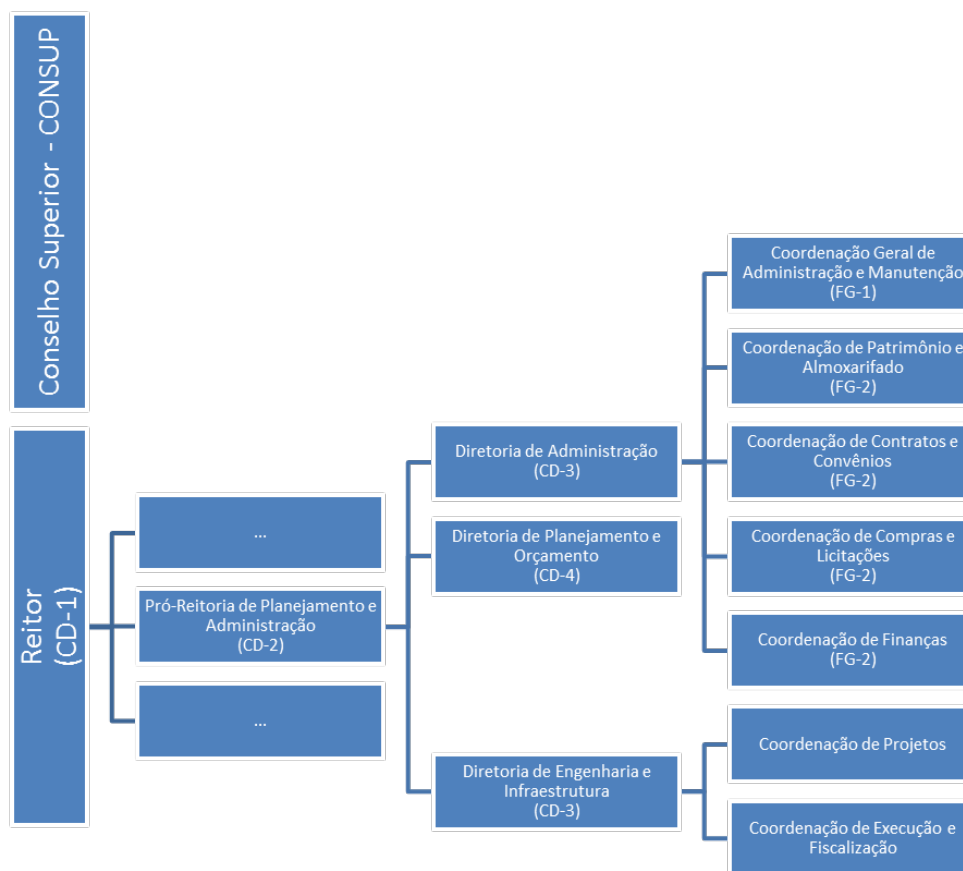 Conselho Superior - CONSUP
Reitor
(CD-1)
...
Pró-Reitoria de Planejamento e
Administração
(CD-2)
...
Diretoria de Administração
(CD-3)
Diretoria de Planejamento e
Orçamento
(CD-4)
Diretoria de Engenharia e
Infraestrutura
(CD-3)
Coordenação Geral de
Administração e Manutenção
(FG-1)
Coordenação de Patrimônio e
Almoxarifado
(FG-2)
Coordenação de Contratos e
Convênios
(FG-2)
Coordenação de Compras e
Licitações
(FG-2)
Coordenação de Finanças
(FG-2)
Coordenação de Projetos
Coordenação de Execução e
Fiscalização